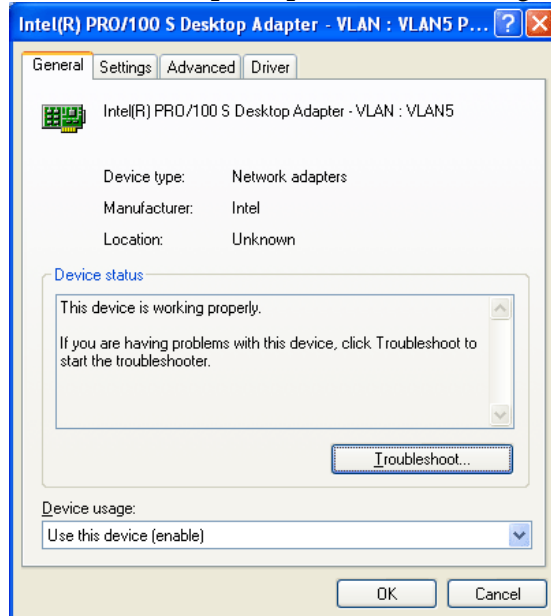 Intel(R) PRO/100 S Desktop Adapter - VLAN : VLAN5 P...
General Settings Advanced Driver
Intel(R) PRO/100 S Desktop Adapter - VLAN : VLAN5
Device type: Network adapters
Manufacturer: Intel
Location: Unknown
Device status
This device is working properly.
If you are having problems with this device, click Troubleshoot to
start the troubleshooter.
Troubleshoot...
Device usage:
Use this device (enable)
OK Cancel